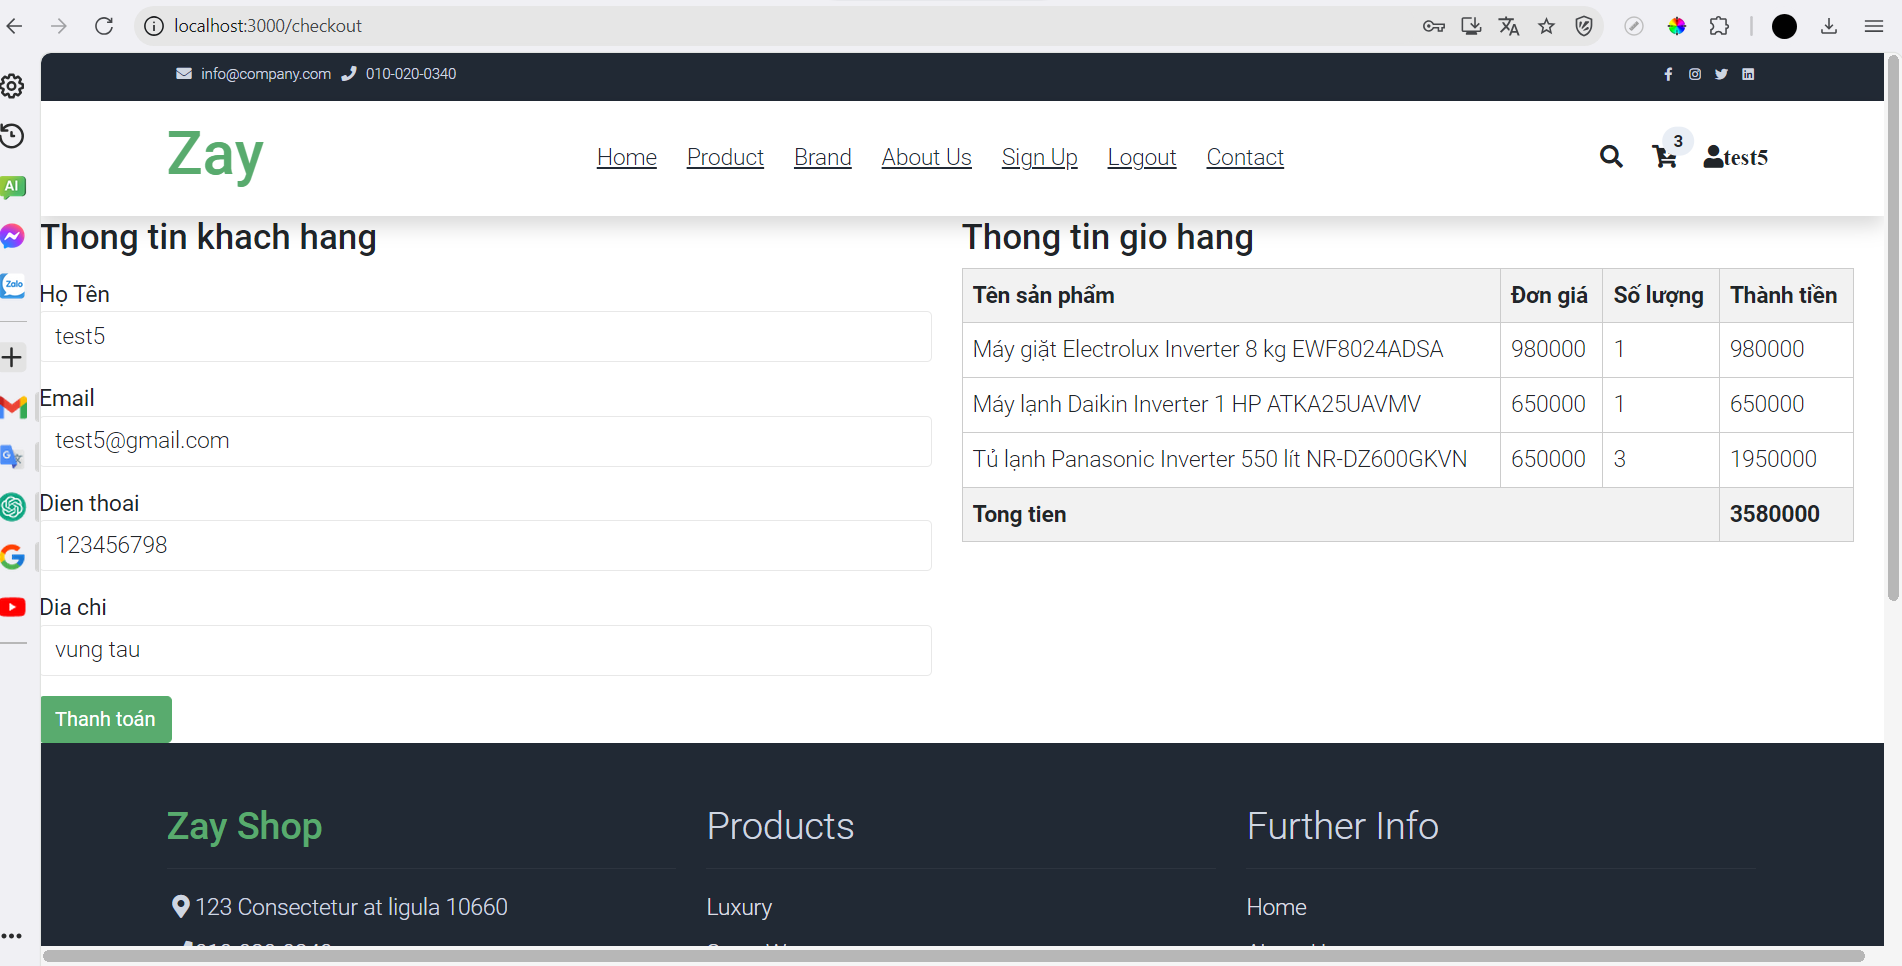 localhost:3000/checkout
info@company.com 010-020-0340
Zay
Home Product Brand About Us Sign Up Logout Contact
3
test5
AI
Zalo
Thong tin khach hang
Họ Tên
test5
Email
test5@gmail.com
Dien thoai
123456798
Dia chi
vung tau
Thanh toán
Thong tin gio hang
Tên sản phẩm Đơn giá Số lượng Thành tiền
Máy giặt Electrolux Inverter 8 kg EWF8024ADSA 980000 1 980000
Máy lạnh Daikin Inverter 1 HP ATKA25UAVMV 650000 1 650000
Tủ lạnh Panasonic Inverter 550 lít NR-DZ600GKVN 650000 3 1950000
Tong tien 3580000
Zay Shop
123 Consectetur at ligula 10660
Products
Luxury
Further Info
Home